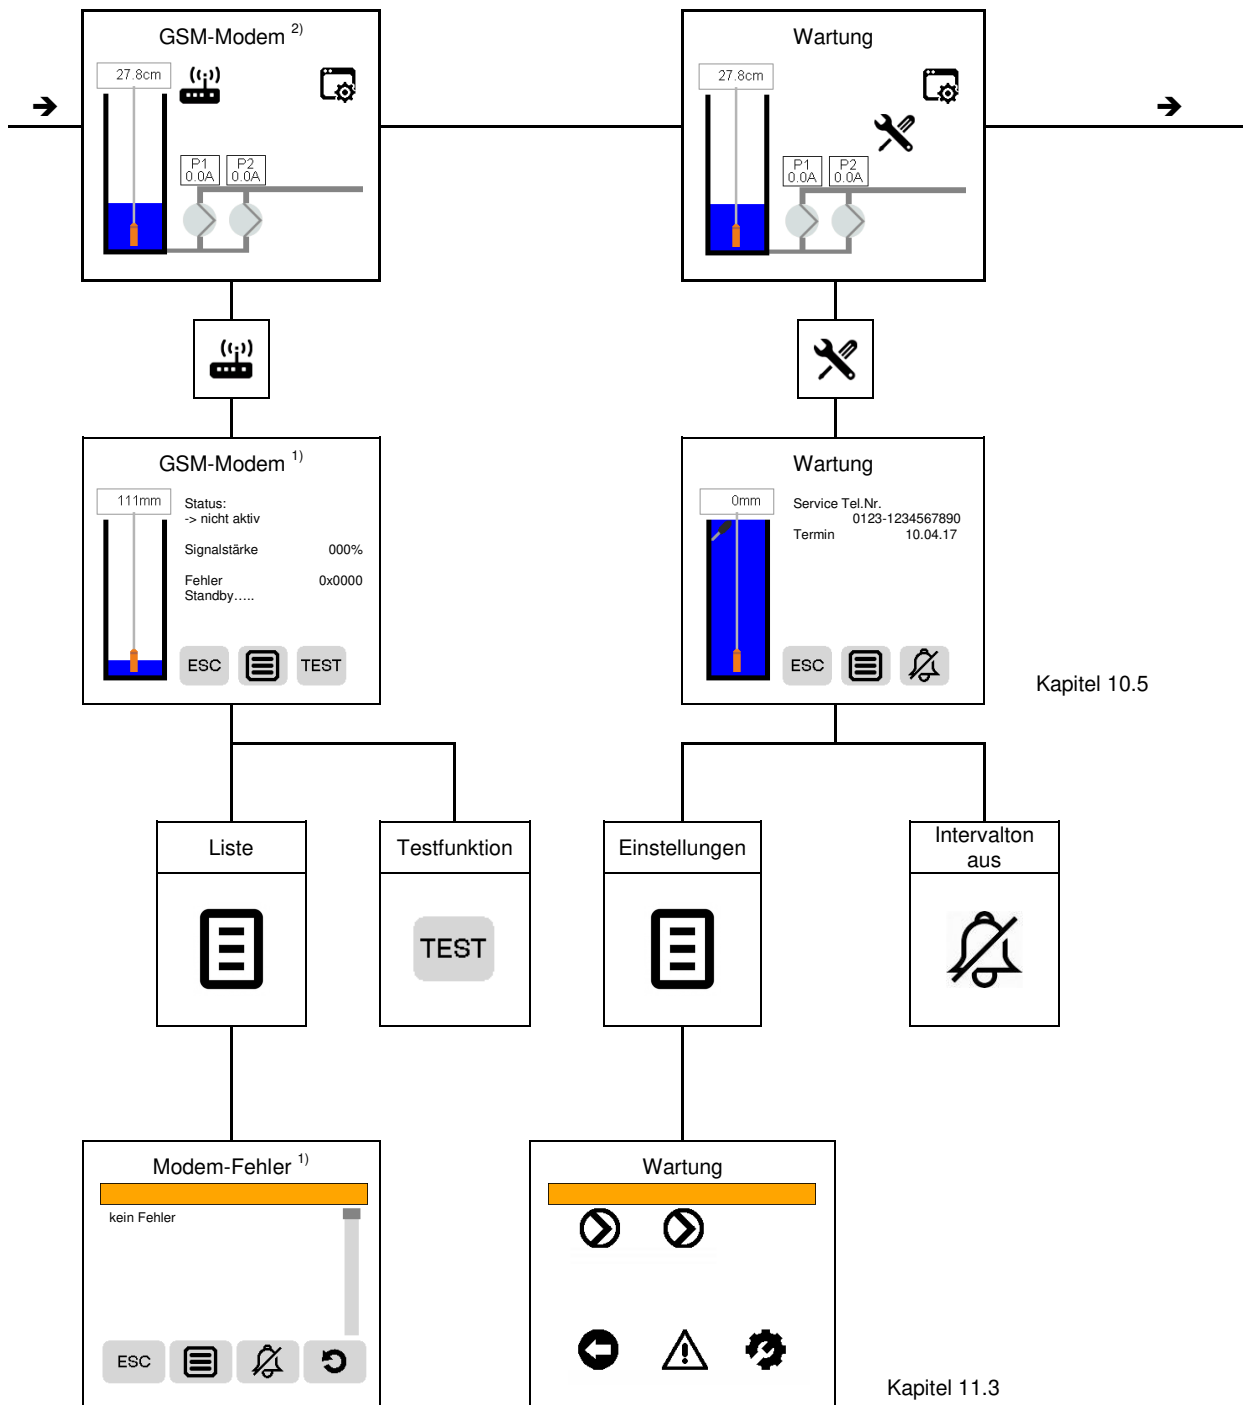 GSM-Modem 2)
27.8cm
P1
0.0A
P2
0.0A
Wartung
27.8cm
P1
0.0A
P2
0.0A
➔
➔
GSM-Modem 1)
111mm
Status:
-> nicht aktiv
Signalstärke 000%
Fehler 0x0000
Standby.....
ESC
TEST
Wartung
0mm
Service Tel.Nr.
0123-1234567890
Termin 10.04.17
ESC
Kapitel 10.5
Liste
Testfunktion
TEST
Einstellungen
Intervalton
aus
Modem-Fehler 1)
kein Fehler
ESC
Wartung
Kapitel 11.3